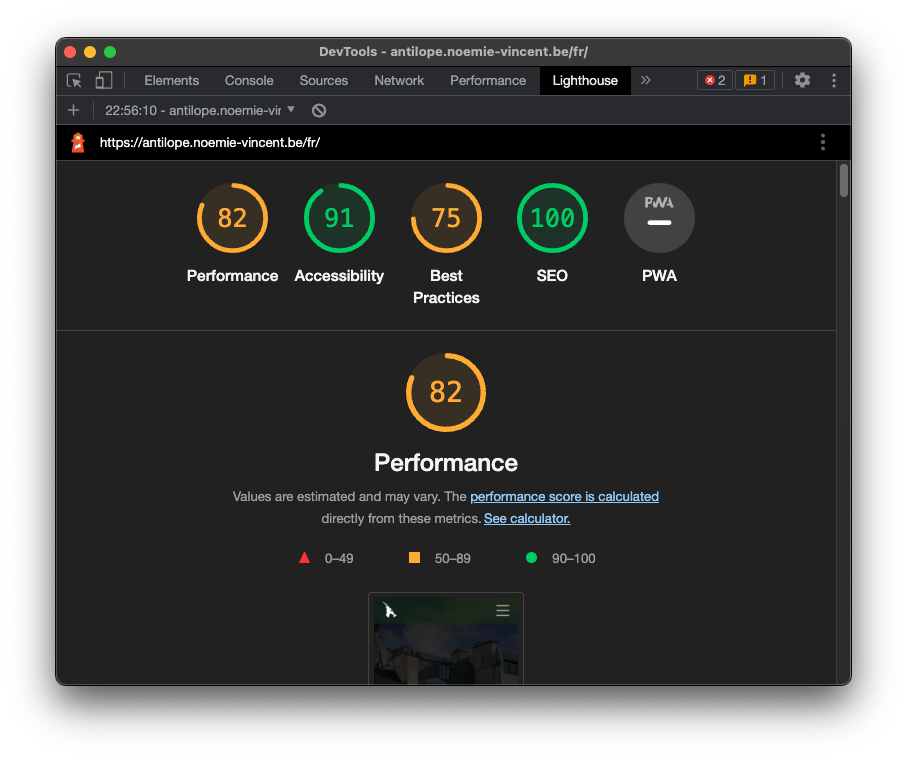 DevTools - antilope.noemie-vincent.be/fr/
Elements Console Sources Network Performance Lighthouse » 2 1
+ 22:56:10 - antilope.noemie-vir
https://antilope.noemie-vincent.be/fr/
82 91 75 100 PWA
Performance Accessibility Best Practices SEO PWA
82
Performance
Values are estimated and may vary. The performance score is calculated
directly from these metrics. See calculator.
0–49 50–89 90–100